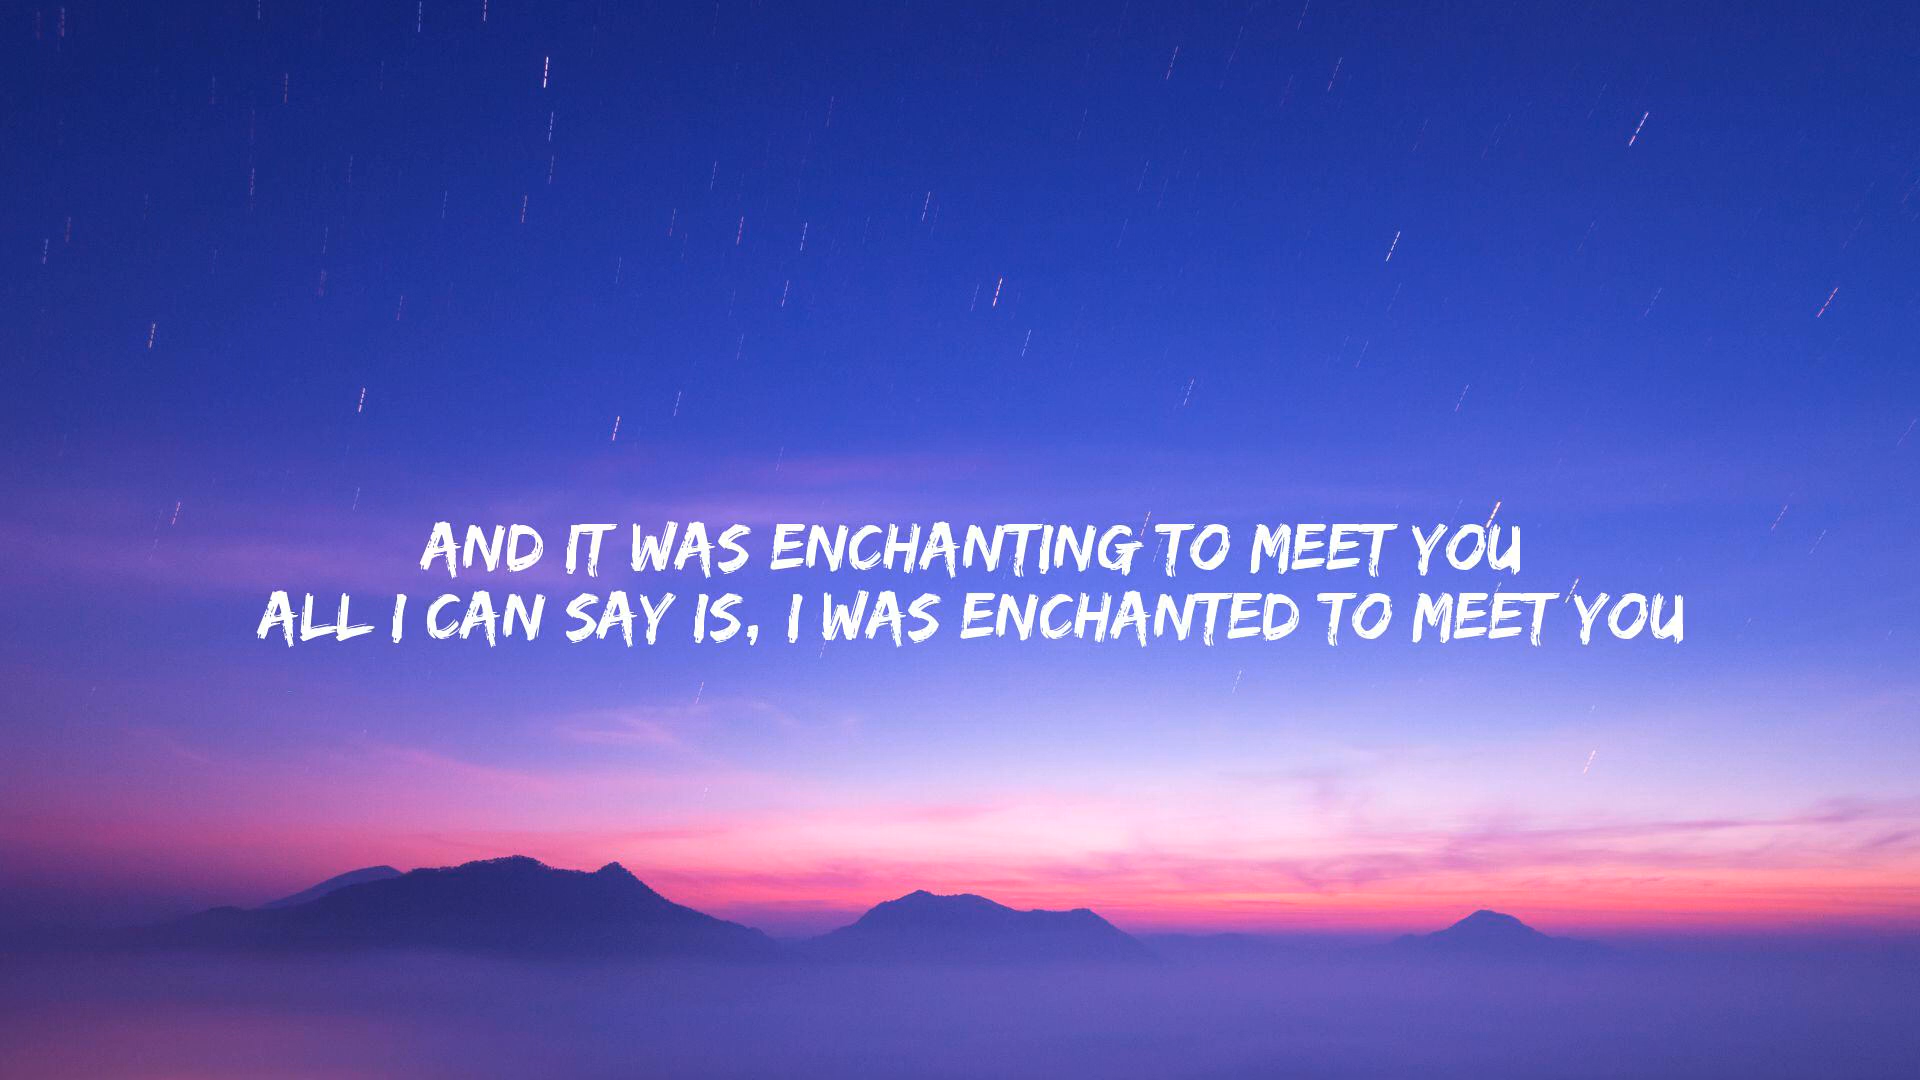 AND IT WAS ENCHANTING TO MEET YOU
ALL I CAN SAY IS, I WAS ENCHANTED TO MEET YOU